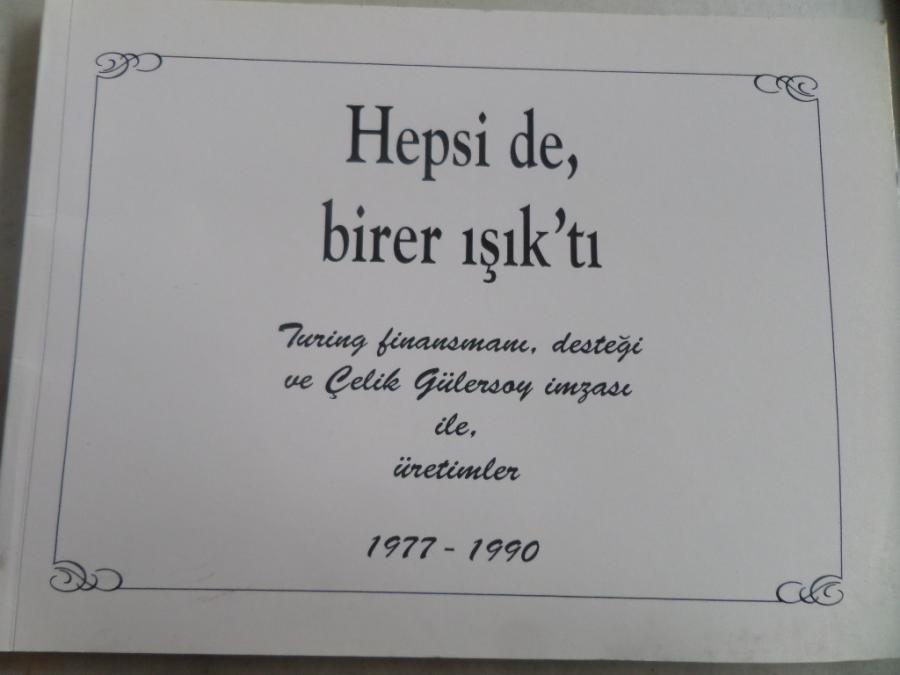 Hepsi de,
birer ışık’tı
Turing finansmanı, desteği
ve Çelik Gülersoy imzası
ile,
üretimler
1977 - 1990